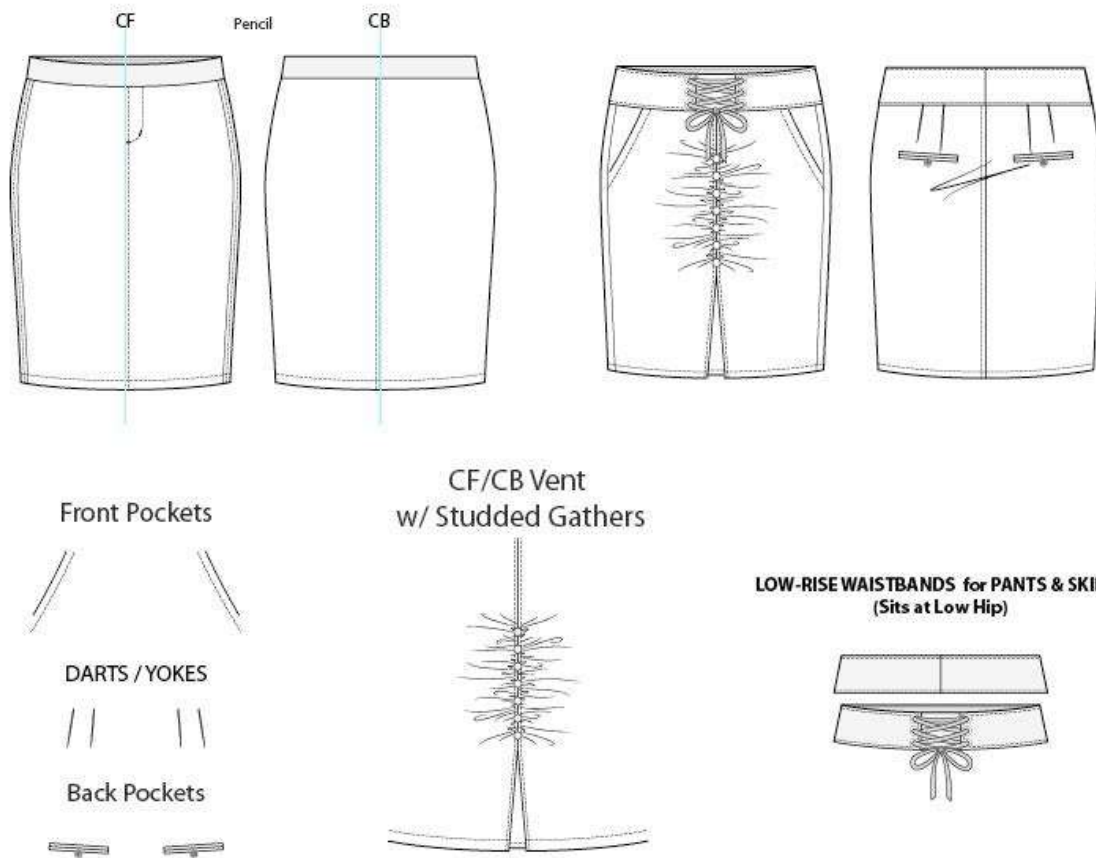 CF
Pencil
CB
CF/CB Vent
w/ Studded Gathers
Front Pockets
LOW-RISE WAISTBANDS for PANTS & SKI
(Sits at Low Hip)
DARTS / YOKES
Back Pockets